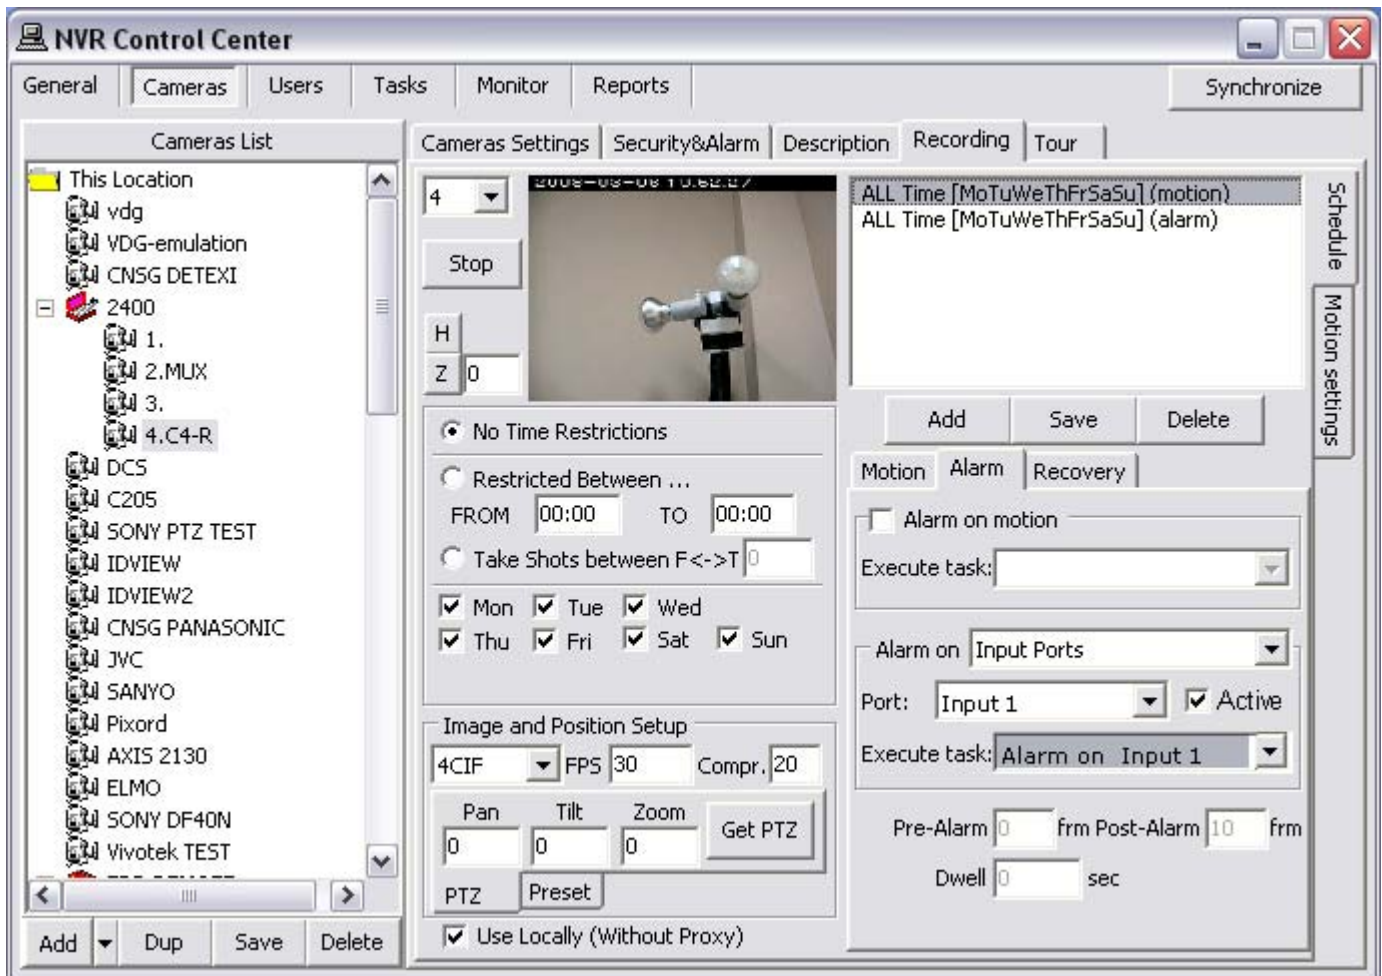 NVR Control Center
General Cameras Users Tasks Monitor Reports Synchronize
Cameras List
This Location
vdg
VDG-emulation
CNSG DETEXI
2400
1.
2.MUX
3.
4.C4-R
DCS
C205
SONY PTZ TEST
IDVIEW
IDVIEW2
CNSG PANASONIC
JVC
SANYO
Pixord
AXIS 2130
ELMO
SONY DF40N
Vivotek TEST
Add Dup Save Delete
Cameras Settings Security&Alarm Description Recording Tour
4
Stop
H
Z 0
No Time Restrictions
Restricted Between ...
FROM 00:00 TO 00:00
Take Shots between F<->T 0
Mon Tue Wed
Thu Fri Sat Sun
Image and Position Setup
4CIF FPS 30 Compr. 20
Pan Tilt Zoom
0 0 0 Get PTZ
PTZ Preset
Use Locally (Without Proxy)
ALL Time [MoTuWeThFrSaSu] (motion)
ALL Time [MoTuWeThFrSaSu] (alarm)
Add Save Delete
Motion Alarm Recovery
Alarm on motion
Execute task:
Alarm on Input Ports
Port: Input 1 Active
Execute task: Alarm on Input 1
Pre-Alarm 0 frm Post-Alarm 10 frm
Dwell 0 sec
Schedule
Motion settings